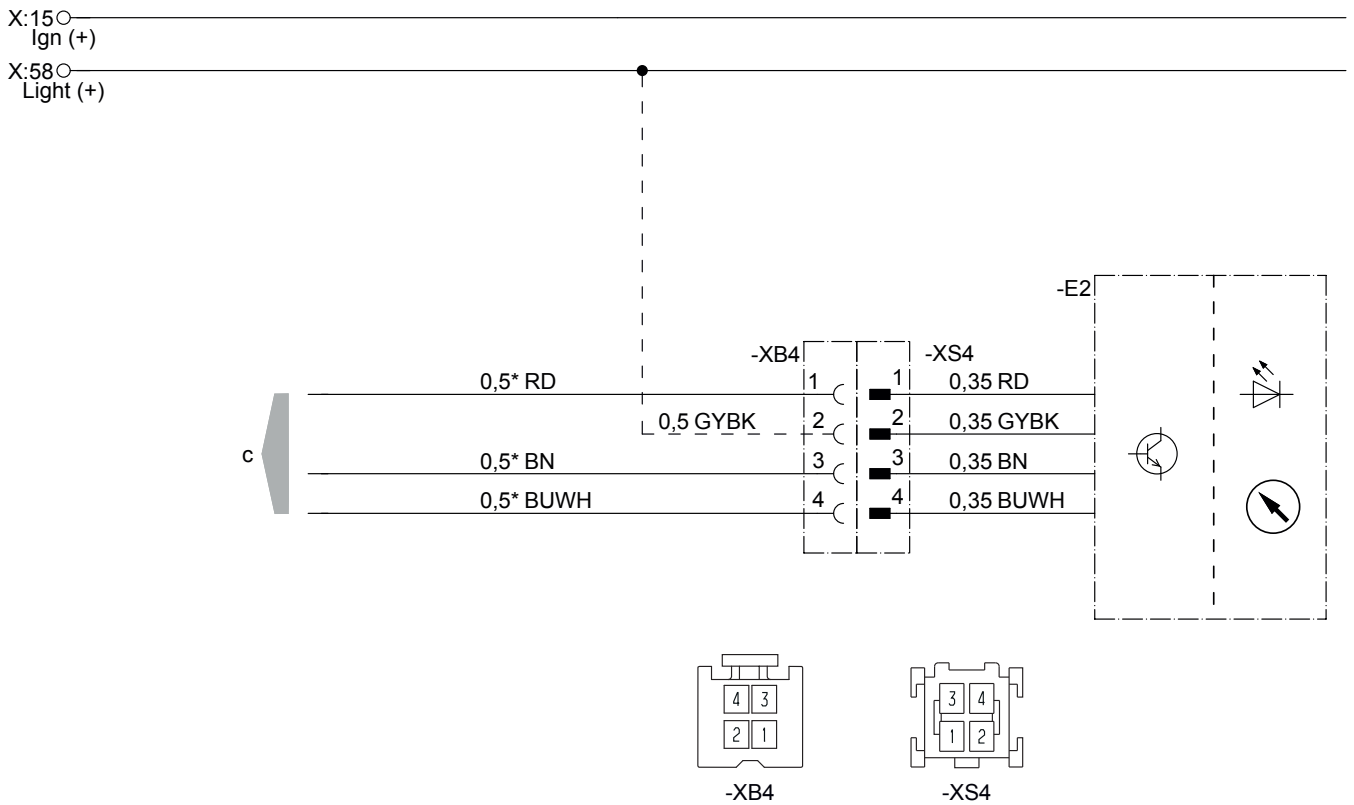 X:15
Ign (+)
X:58
Light (+)
-E2
-XB4 -XS4
0,5* RD 1 1 0,35 RD
0,5 GYBK 2 2 0,35 GYBK
c
0,5* BN 3 3 0,35 BN
0,5* BUWH 4 4 0,35 BUWH
4 3 3 4
2 1 1 2
-XB4 -XS4